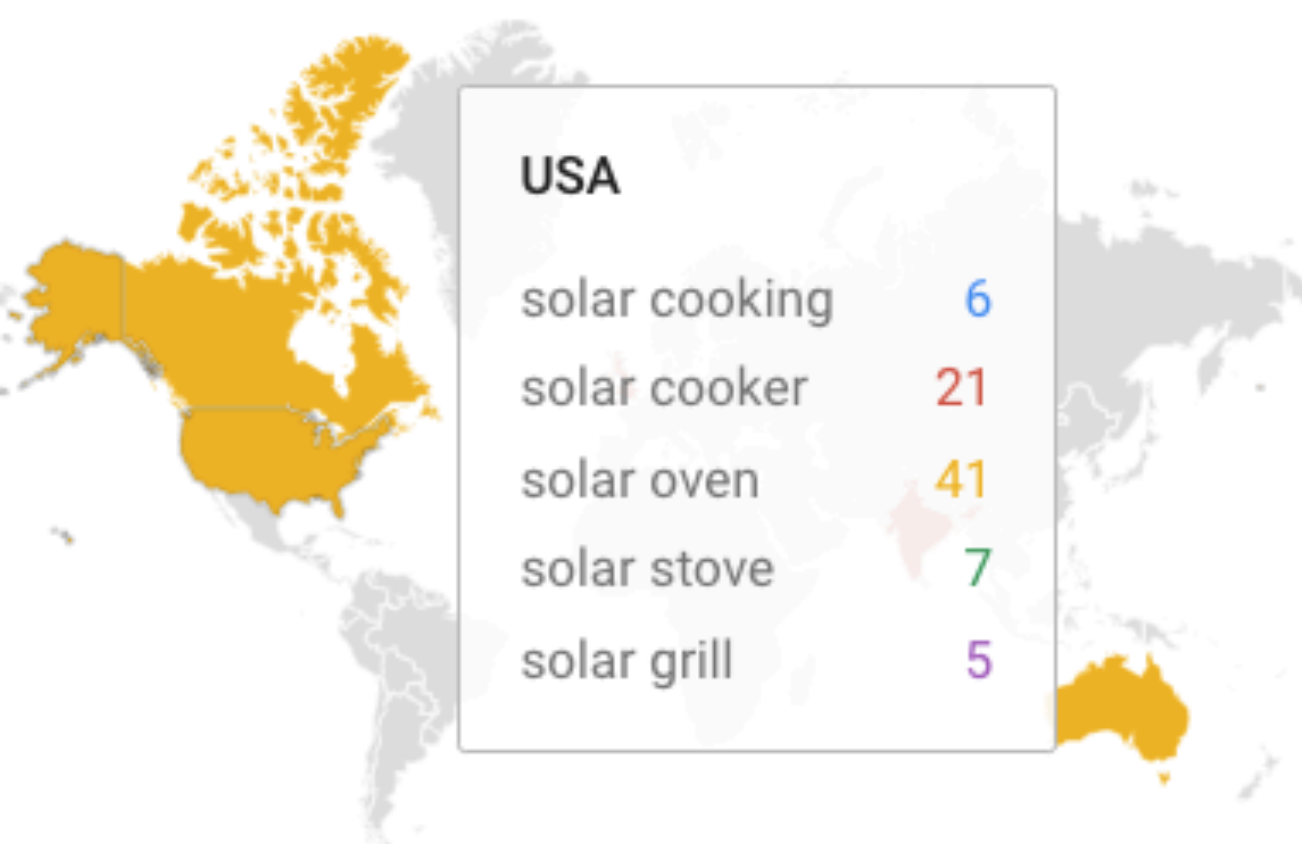 USA
solar cooking 6
solar cooker 21
solar oven 41
solar stove 7
solar grill 5